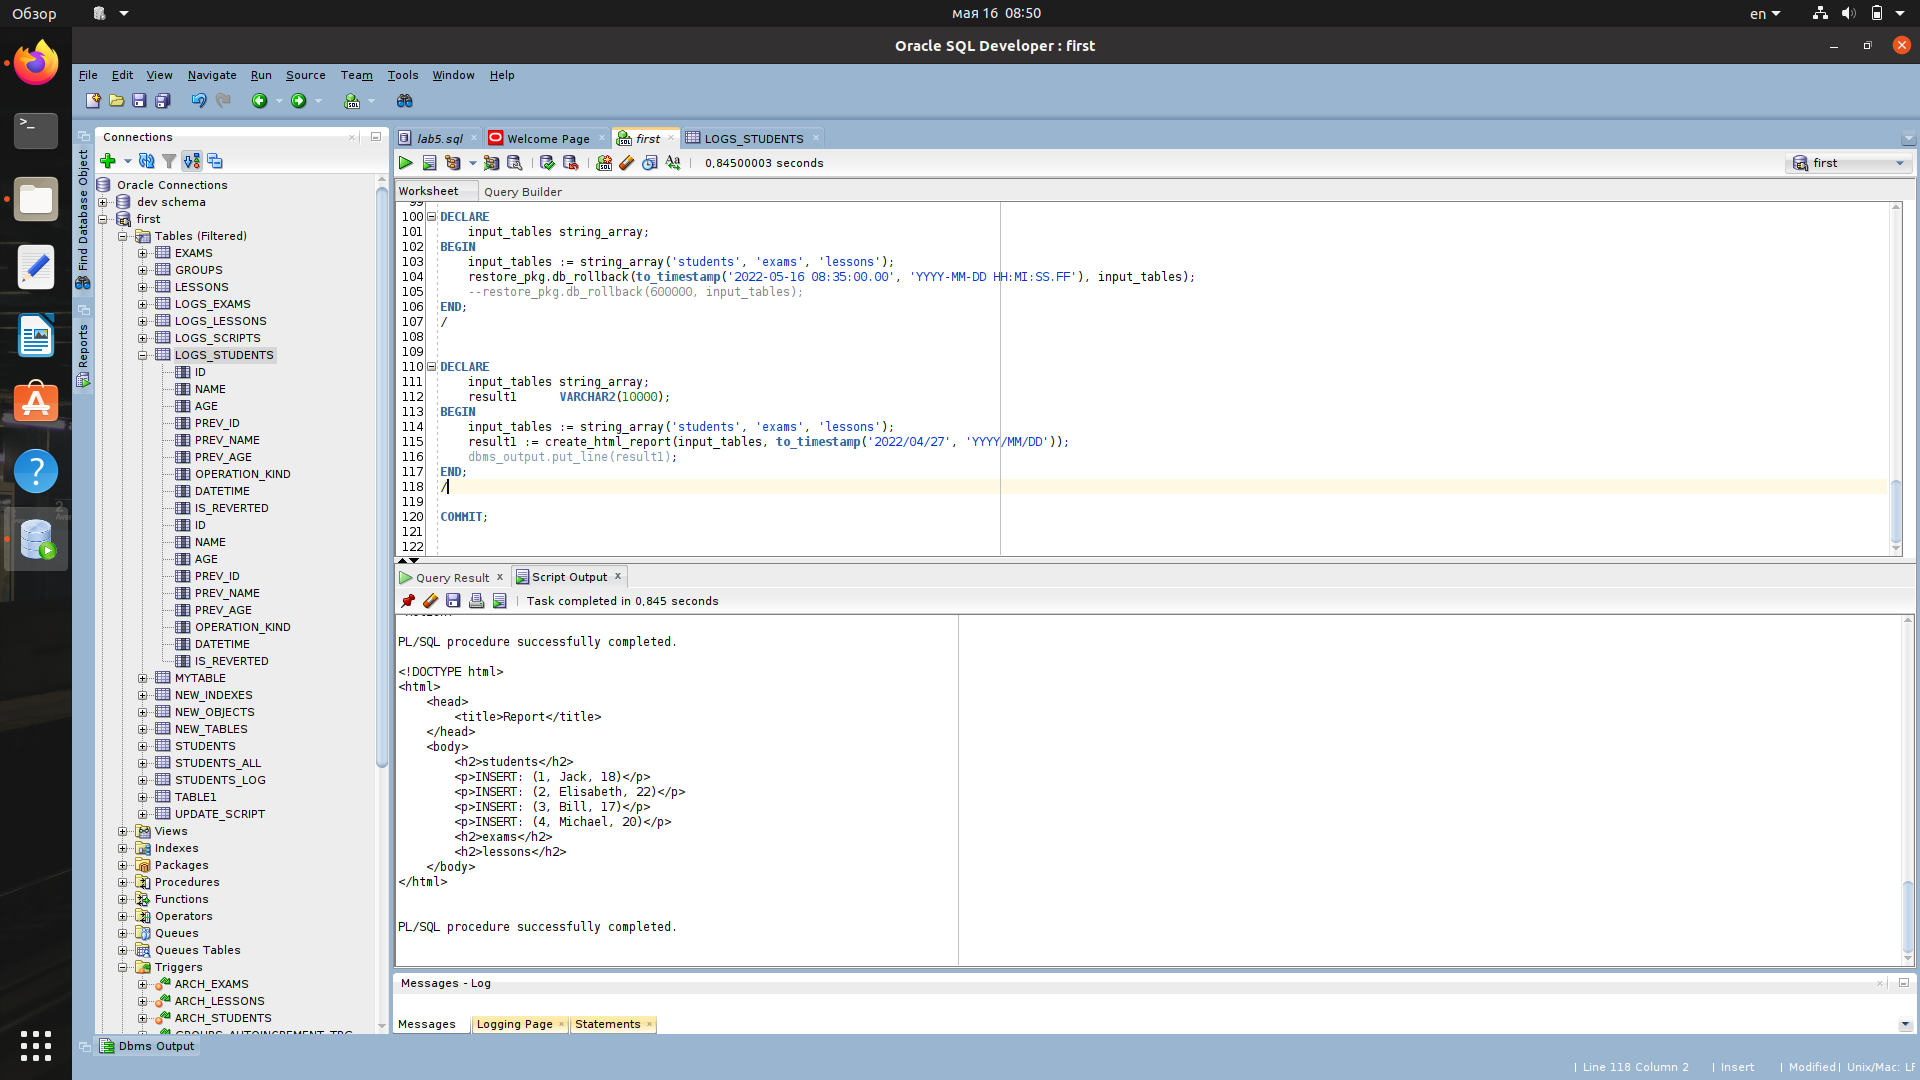 Обзор
мая 16  08:50
en
Oracle SQL Developer : first
File Edit View Navigate Run Source Team Tools Window Help
Find Database Object
Reports
Connections
Oracle Connections
dev schema
first
Tables (Filtered)
EXAMS
GROUPS
LESSONS
LOGS_EXAMS
LOGS_LESSONS
LOGS_SCRIPTS
LOGS_STUDENTS
ID
NAME
AGE
PREV_ID
PREV_NAME
PREV_AGE
OPERATION_KIND
DATETIME
IS_REVERTED
ID
NAME
AGE
PREV_ID
PREV_NAME
PREV_AGE
OPERATION_KIND
DATETIME
IS_REVERTED
MYTABLE
NEW_INDEXES
NEW_OBJECTS
NEW_TABLES
STUDENTS
STUDENTS_ALL
STUDENTS_LOG
TABLE1
UPDATE_SCRIPT
Views
Indexes
Packages
Procedures
Functions
Operators
Queues
Queues Tables
Triggers
ARCH_EXAMS
ARCH_LESSONS
ARCH_STUDENTS
GROUPS_AUTOINCREMENT_TRG
lab5.sql
Welcome Page
first
LOGS_STUDENTS
0,84500003 seconds
first
Worksheet
Query Builder
99
100 DECLARE
101     input_tables string_array;
102 BEGIN
103     input_tables := string_array('students', 'exams', 'lessons');
104     restore_pkg.db_rollback(to_timestamp('2022-05-16 08:35:00.00', 'YYYY-MM-DD HH:MI:SS.FF'), input_tables);
105     --restore_pkg.db_rollback(600000, input_tables);
106 END;
107 /
108
109
110 DECLARE
111     input_tables string_array;
112     result1      VARCHAR2(10000);
113 BEGIN
114     input_tables := string_array('students', 'exams', 'lessons');
115     result1 := create_html_report(input_tables, to_timestamp('2022/04/27', 'YYYY/MM/DD'));
116     dbms_output.put_line(result1);
117 END;
118 /
119
120 COMMIT;
121
122
Query Result
Script Output
Task completed in 0,845 seconds
PL/SQL procedure successfully completed.
<!DOCTYPE html>
<html>
    <head>
        <title>Report</title>
    </head>
    <body>
        <h2>students</h2>
        <p>INSERT: (1, Jack, 18)</p>
        <p>INSERT: (2, Elisabeth, 22)</p>
        <p>INSERT: (3, Bill, 17)</p>
        <p>INSERT: (4, Michael, 20)</p>
        <h2>exams</h2>
        <h2>lessons</h2>
    </body>
</html>
PL/SQL procedure successfully completed.
Messages - Log
Messages
Logging Page
Statements
Dbms Output
Line 118 Column 2
Insert
Modified
Unix/Mac: LF